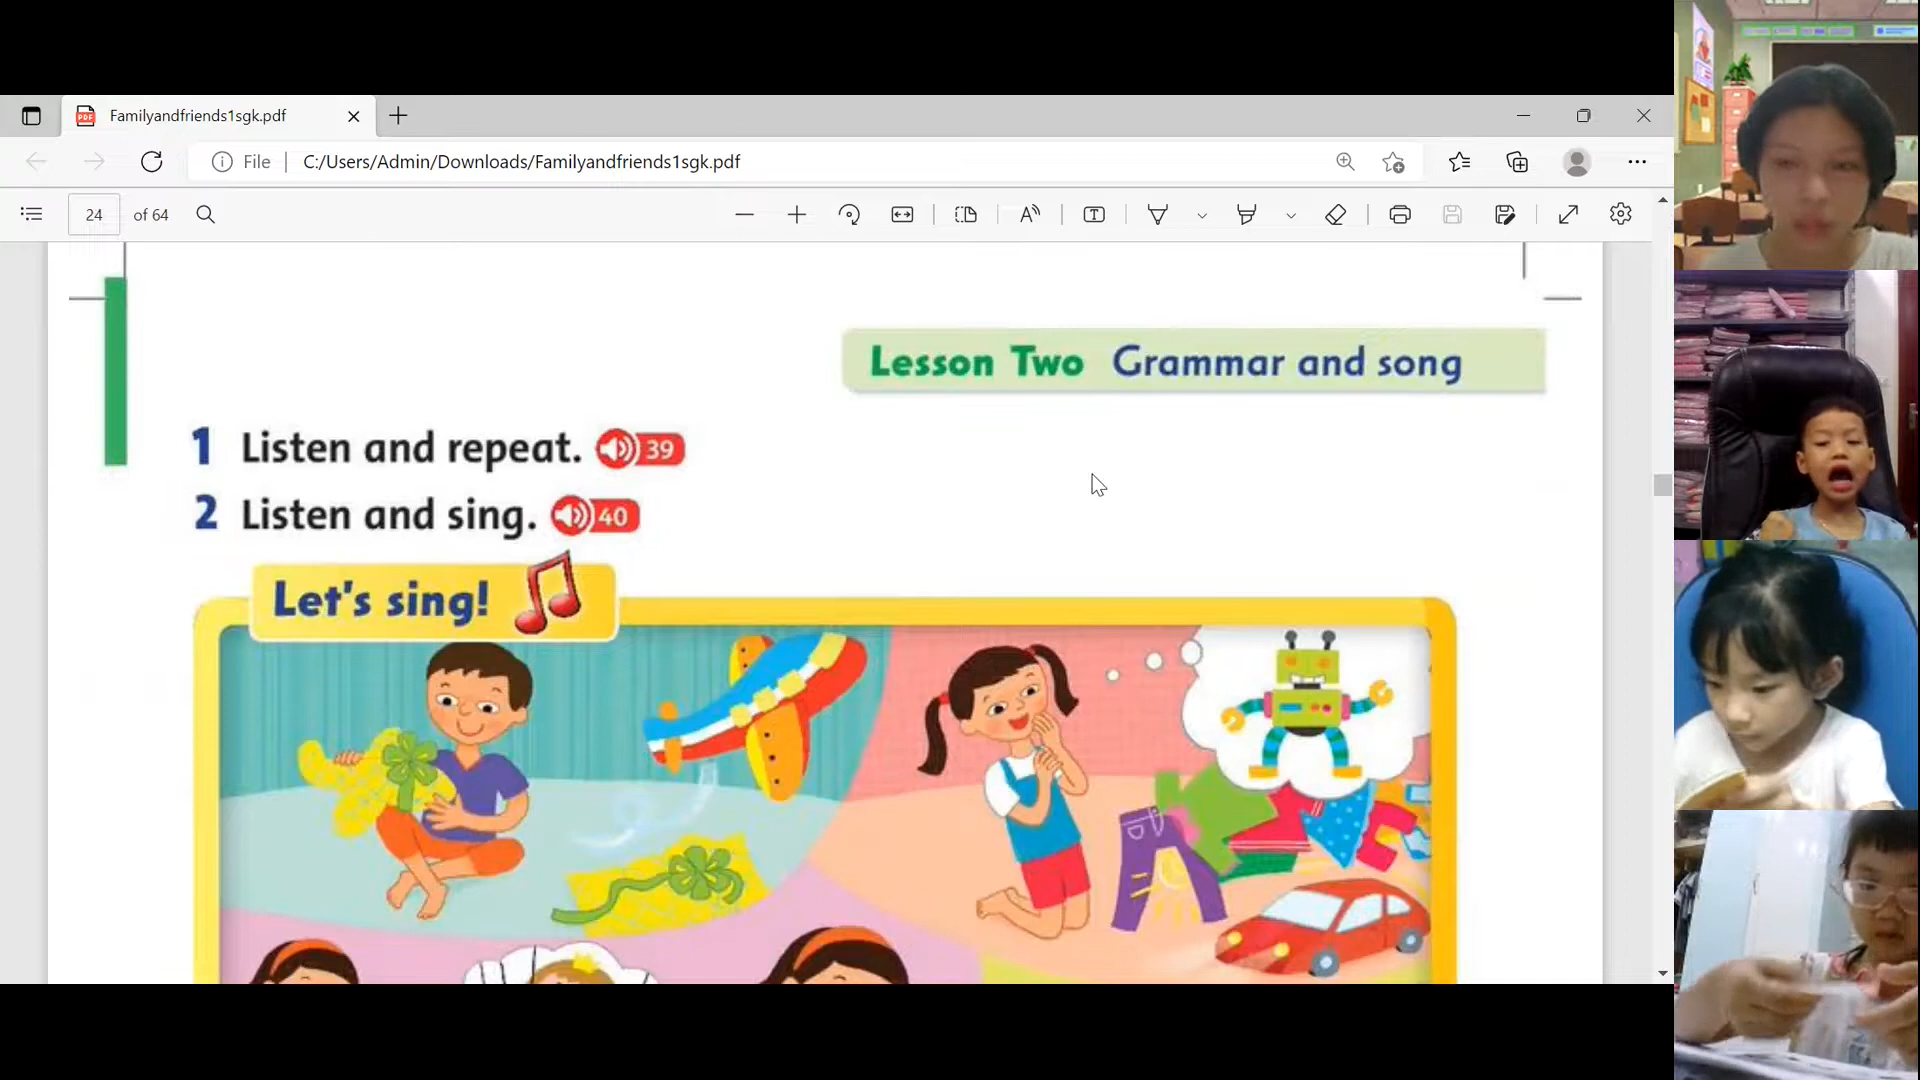 Familyandfriends1sgk.pdf
File C:/Users/Admin/Downloads/Familyandfriends1sgk.pdf
24 of 64
Lesson Two Grammar and song
1 Listen and repeat. 39
2 Listen and sing. 40
Let's sing!